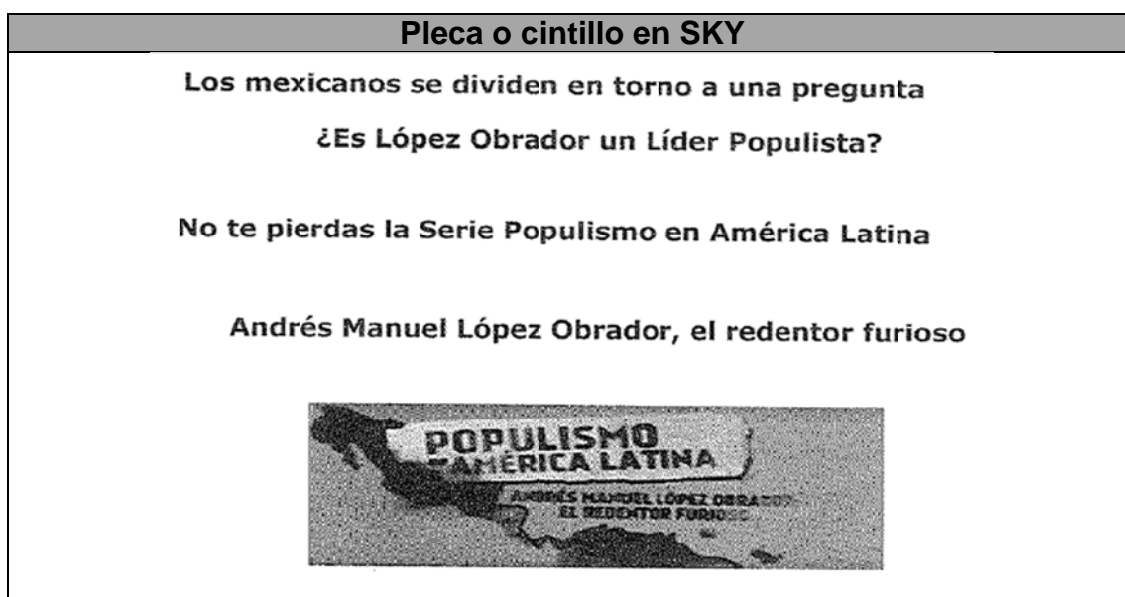 Pleca o cintillo en SKY
Los mexicanos se dividen en torno a una pregunta
¿Es López Obrador un Líder Populista?
No te pierdas la Serie Populismo en América Latina
Andrés Manuel López Obrador, el redentor furioso
POPULISMO
EN AMÉRICA LATINA
ANDRÉS MANUEL LÓPEZ OBRADOR
EL REDENTOR FURIOSO